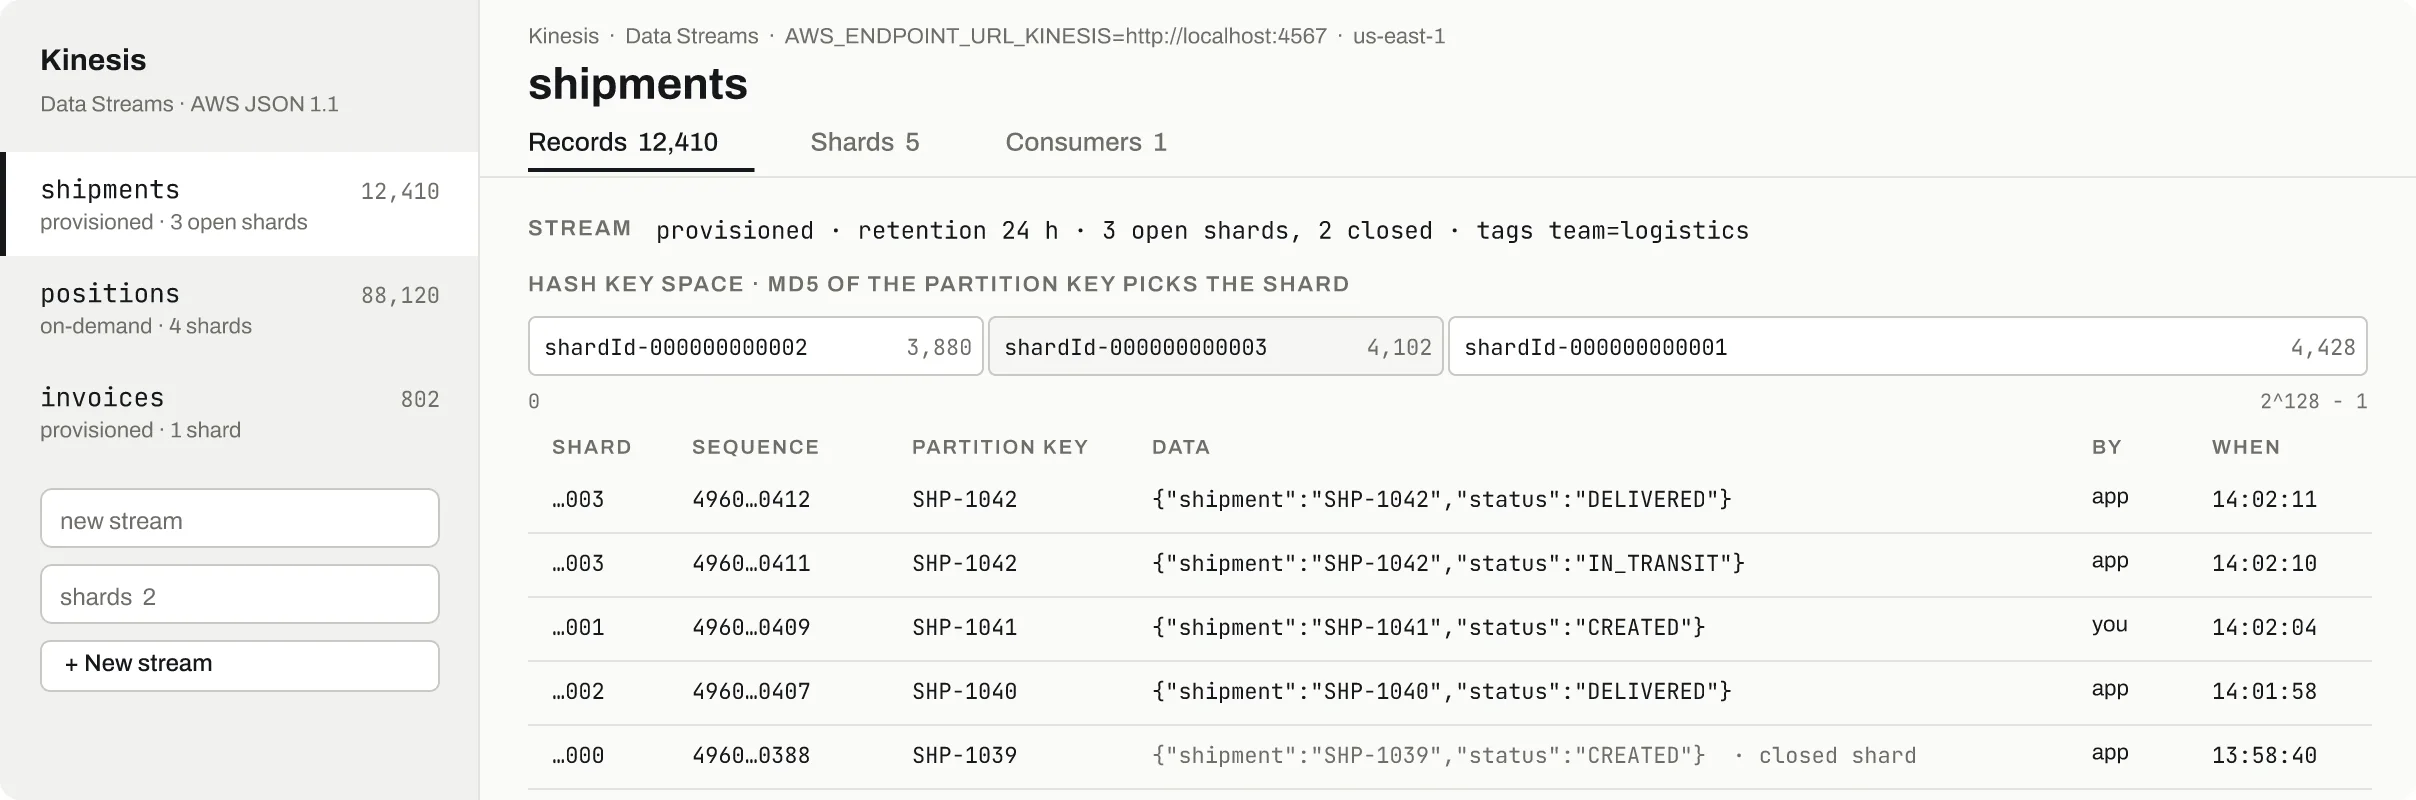 Kinesis
Data Streams · AWS JSON 1.1
shipments 12,410
provisioned · 3 open shards
positions 88,120
on-demand · 4 shards
invoices 802
provisioned · 1 shard
new stream
shards 2
+ New stream
Kinesis · Data Streams · AWS_ENDPOINT_URL_KINESIS=http://localhost:4567 · us-east-1
shipments
Records 12,410 Shards 5 Consumers 1
STREAM provisioned · retention 24 h · 3 open shards, 2 closed · tags team=logistics
HASH KEY SPACE · MD5 OF THE PARTITION KEY PICKS THE SHARD
shardId-000000000002 3,880 shardId-000000000003 4,102 shardId-000000000001 4,428
0 2^128 - 1
SHARD SEQUENCE PARTITION KEY DATA BY WHEN
…003 4960…0412 SHP-1042 {"shipment":"SHP-1042","status":"DELIVERED"} app 14:02:11
…003 4960…0411 SHP-1042 {"shipment":"SHP-1042","status":"IN_TRANSIT"} app 14:02:10
…001 4960…0409 SHP-1041 {"shipment":"SHP-1041","status":"CREATED"} you 14:02:04
…002 4960…0407 SHP-1040 {"shipment":"SHP-1040","status":"DELIVERED"} app 14:01:58
…000 4960…0388 SHP-1039 {"shipment":"SHP-1039","status":"CREATED"} · closed shard app 13:58:40